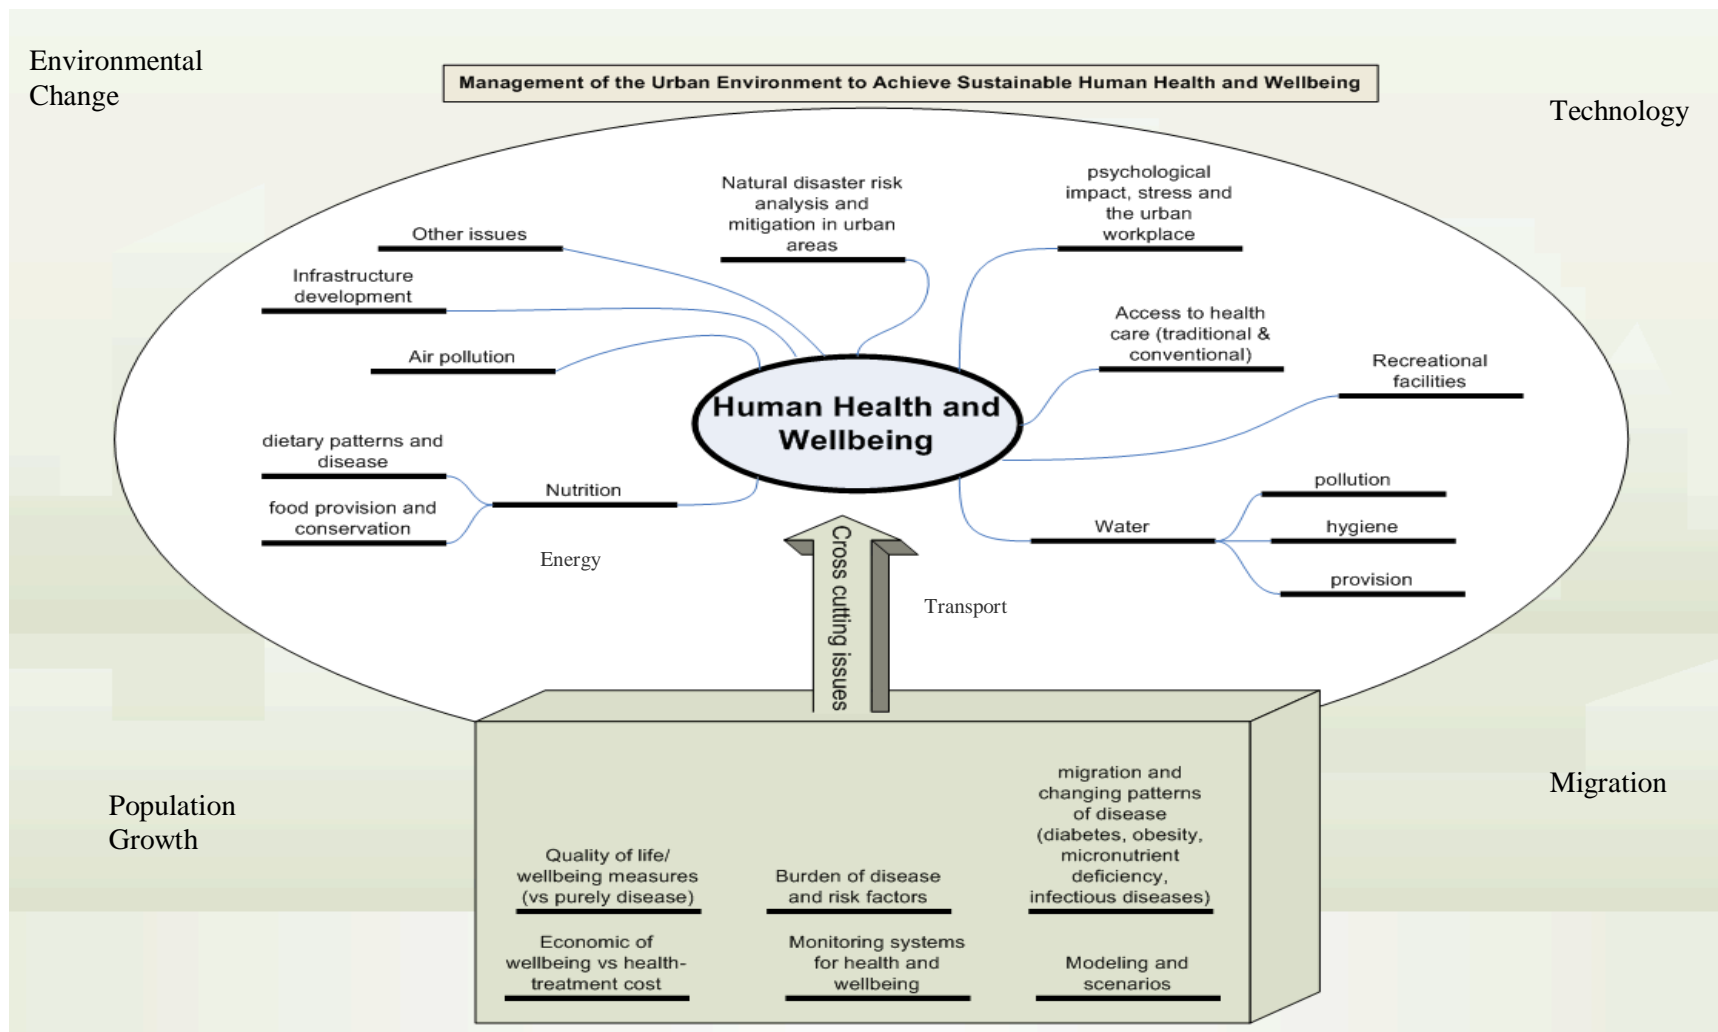 Environmental
Change
Management of the Urban Environment to Achieve Sustainable Human Health and Wellbeing
Technology
Other issues
Natural disaster risk
analysis and
mitigation in urban
areas
psychological
impact, stress and
the urban
workplace
Infrastructure
development
Air pollution
Access to health
care (traditional &
conventional)
Recreational
facilities
Human Health and
Wellbeing
dietary patterns and
disease
food provision and
conservation
Nutrition
Energy
Water
pollution
hygiene
provision
Transport
Cross cutting issues
Population
Growth
Migration
Quality of life/
wellbeing measures
(vs purely disease)
Burden of disease
and risk factors
migration and
changing patterns
of disease
(diabetes, obesity,
micronutrient
deficiency,
infectious diseases)
Economic of
wellbeing vs health-
treatment cost
Monitoring systems
for health and
wellbeing
Modeling and
scenarios